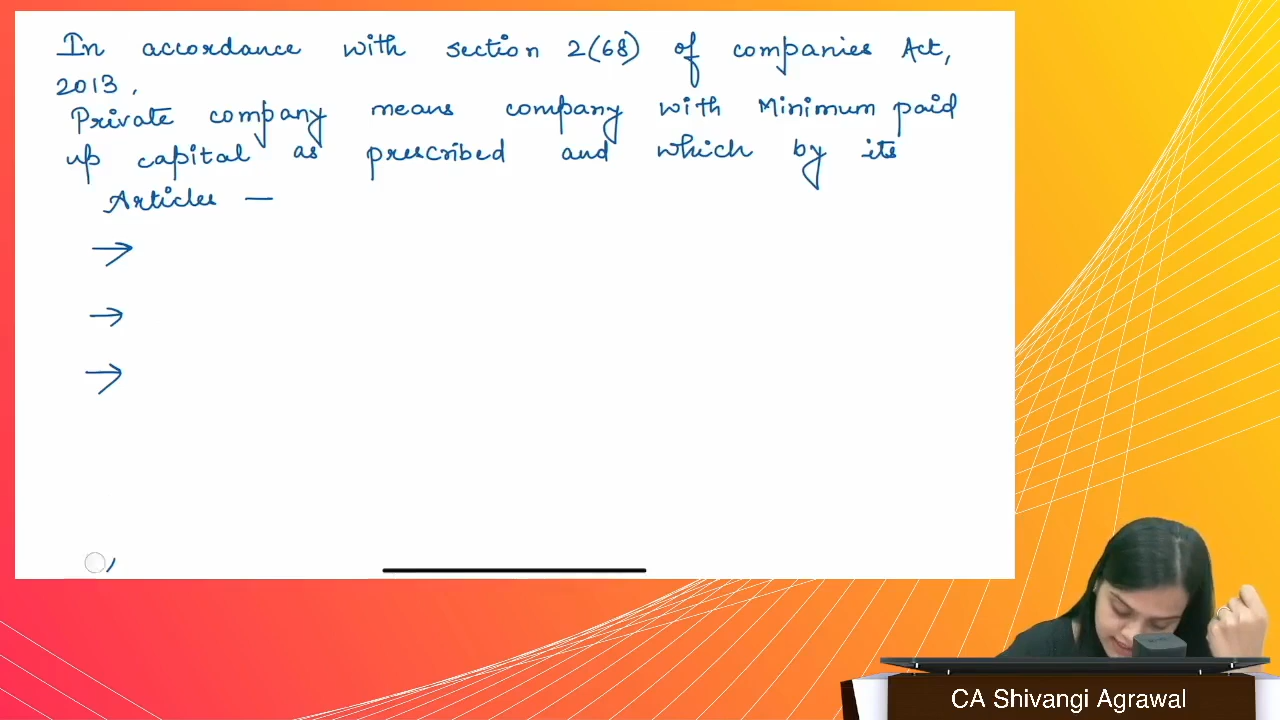 In accordance with section 2(68) of companies Act,
2013,
Private company means company with Minimum paid
up capital as prescribed and which by its
Articles —
→
→
→
CA Shivangi Agrawal